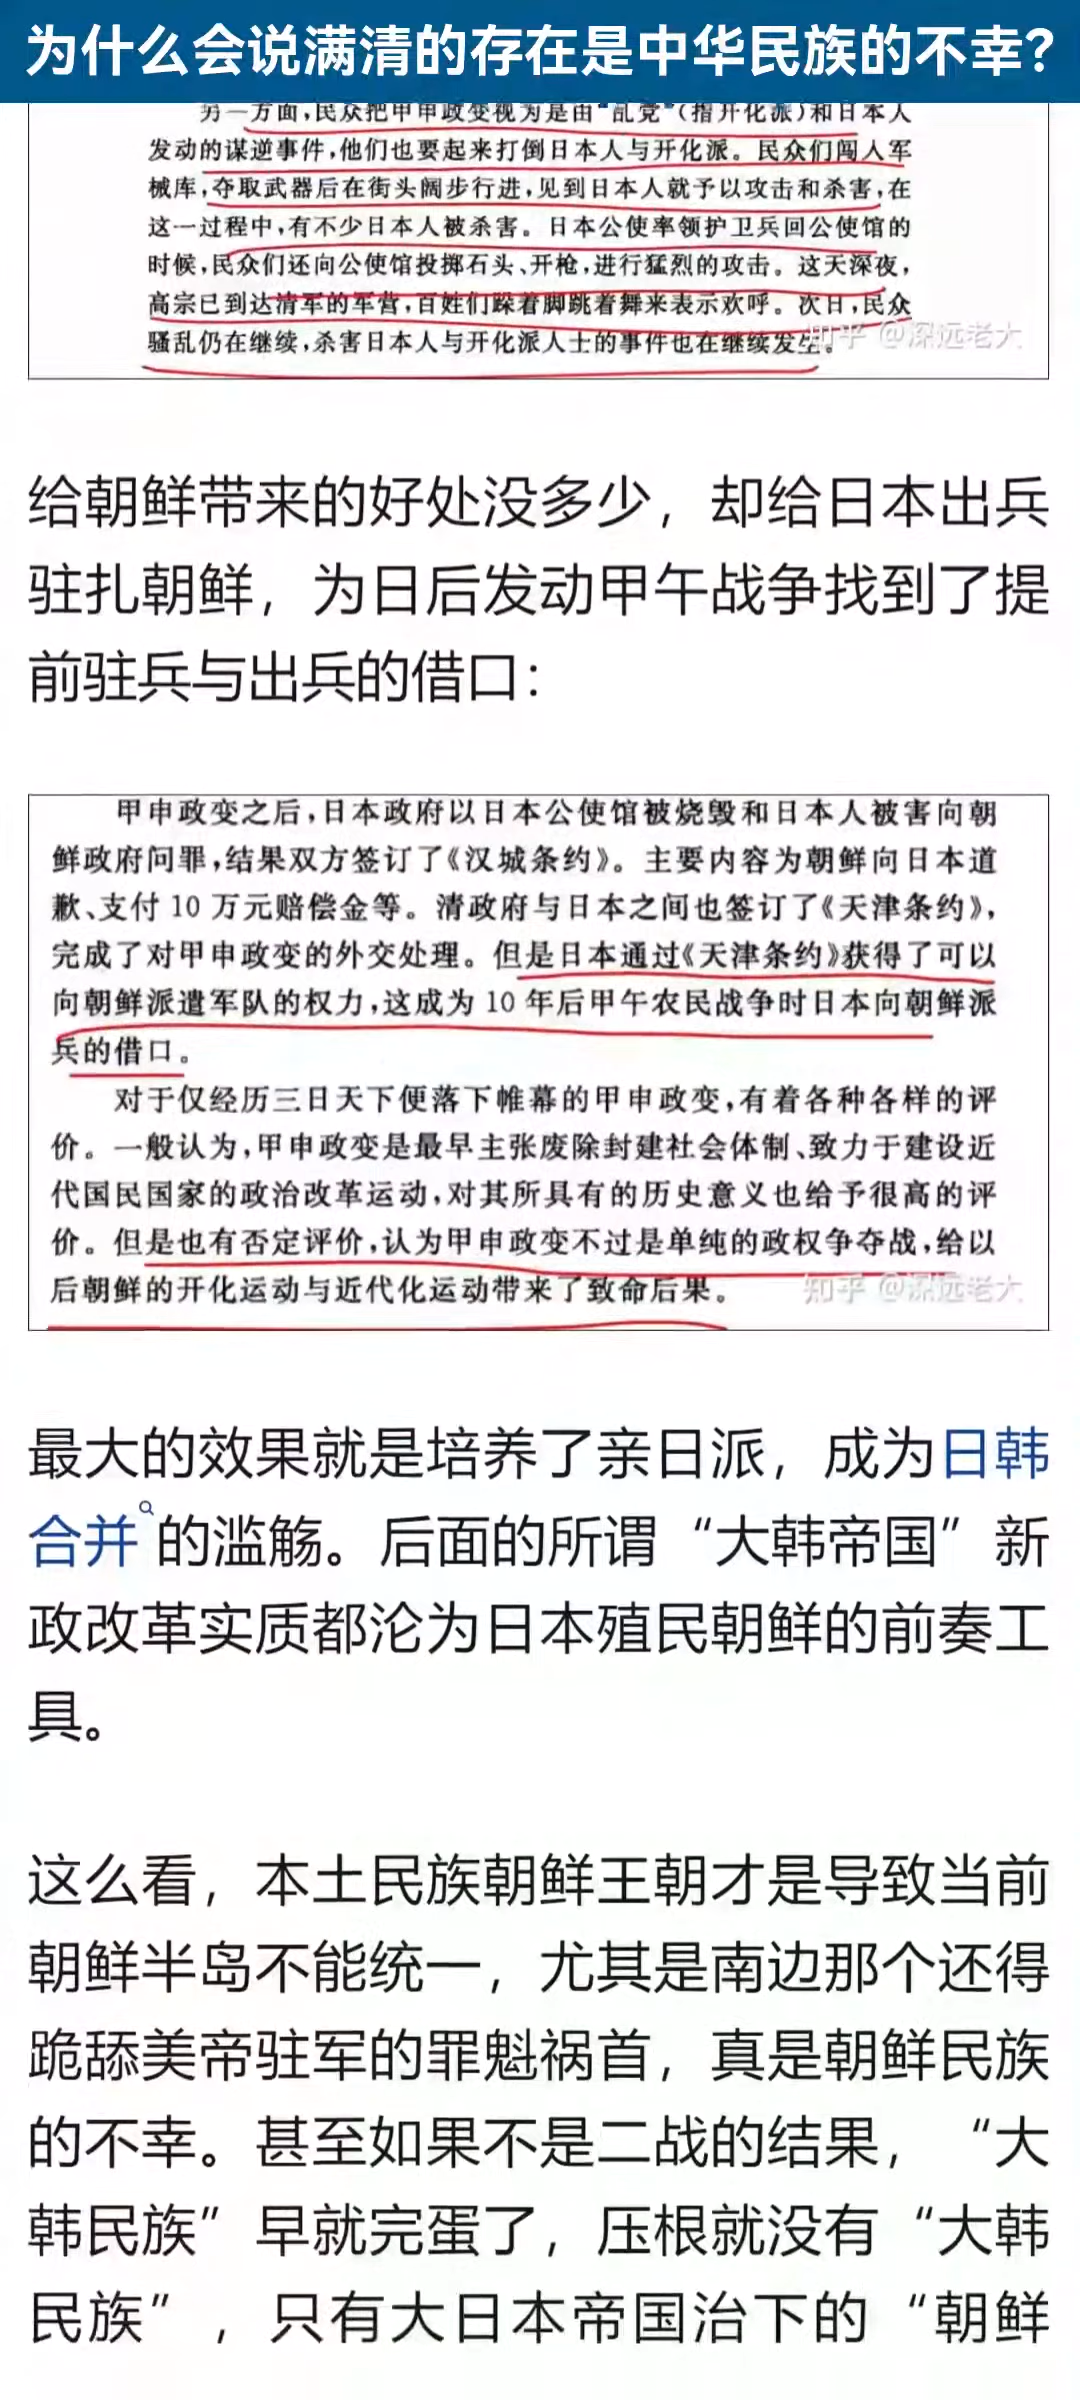 为什么会说满清的存在是中华民族的不幸？
另一方面，民众把甲申政变视为是由“乱党”（指开化派）和日本人
发动的谋逆事件，他们也要起来打倒日本人与开化派。民众们闯入军
械库，夺取武器后在街头阔步行进，见到日本人就予以攻击和杀害，在
这一过程中，有不少日本人被杀害。日本公使率领护卫兵回公使馆的
时候，民众们还向公使馆投掷石头、开枪，进行猛烈的攻击。这天深夜，
高宗已到达清军的军营，百姓们跺着脚跳着舞来表示欢呼。次日，民众
骚乱仍在继续，杀害日本人与开化派人士的事件也在继续发生。
知乎 @深远老大
给朝鲜带来的好处没多少，却给日本出兵
驻扎朝鲜，为日后发动甲午战争找到了提
前驻兵与出兵的借口：
甲申政变之后，日本政府以日本公使馆被烧毁和日本人被害向朝
鲜政府问罪，结果双方签订了《汉城条约》。主要内容为朝鲜向日本道
歉、支付 10 万元赔偿金等。清政府与日本之间也签订了《天津条约》，
完成了对甲申政变的外交处理。但是日本通过《天津条约》获得了可以
向朝鲜派遣军队的权力，这成为 10 年后甲午农民战争时日本向朝鲜派
兵的借口。
对于仅经历三日天下便落下帷幕的甲申政变，有着各种各样的评
价。一般认为，甲申政变是最早主张废除封建社会体制、致力于建设近
代国民国家的政治改革运动，对其所具有的历史意义也给予很高的评
价。但是也有否定评价，认为甲申政变不过是单纯的政权争夺战，给以
后朝鲜的开化运动与近代化运动带来了致命后果。
知乎 @深远老大
最大的效果就是培养了亲日派，成为日韩
合并的滥觞。后面的所谓“大韩帝国”新
政改革实质都沦为日本殖民朝鲜的前奏工
具。
这么看，本土民族朝鲜王朝才是导致当前
朝鲜半岛不能统一，尤其是南边那个还得
跪舔美帝驻军的罪魁祸首，真是朝鲜民族
的不幸。甚至如果不是二战的结果，“大
韩民族”早就完蛋了，压根就没有“大韩
民族”，只有大日本帝国治下的“朝鲜